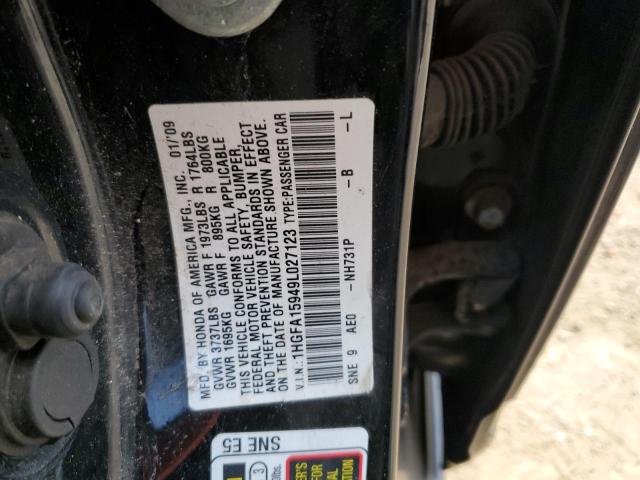 MFD. BY HONDA OF AMERICA MFG., INC. 01/'09
GVWR 3737LBS GAWR F 1973LBS R 1764LBS
GVWR 1695KG GAWR F 895KG R 800KG
THIS VEHICLE CONFORMS TO ALL APPLICABLE
FEDERAL MOTOR VEHICLE SAFETY, BUMPER,
AND THEFT PREVENTION STANDARDS IN EFFECT
ON THE DATE OF MANUFACTURE SHOWN ABOVE.
V.I.N.: 1HGFA15949L027123 TYPE:PASSENGER CAR
SNE 9 AE0 – NH731P – B – L
SNE E5
3